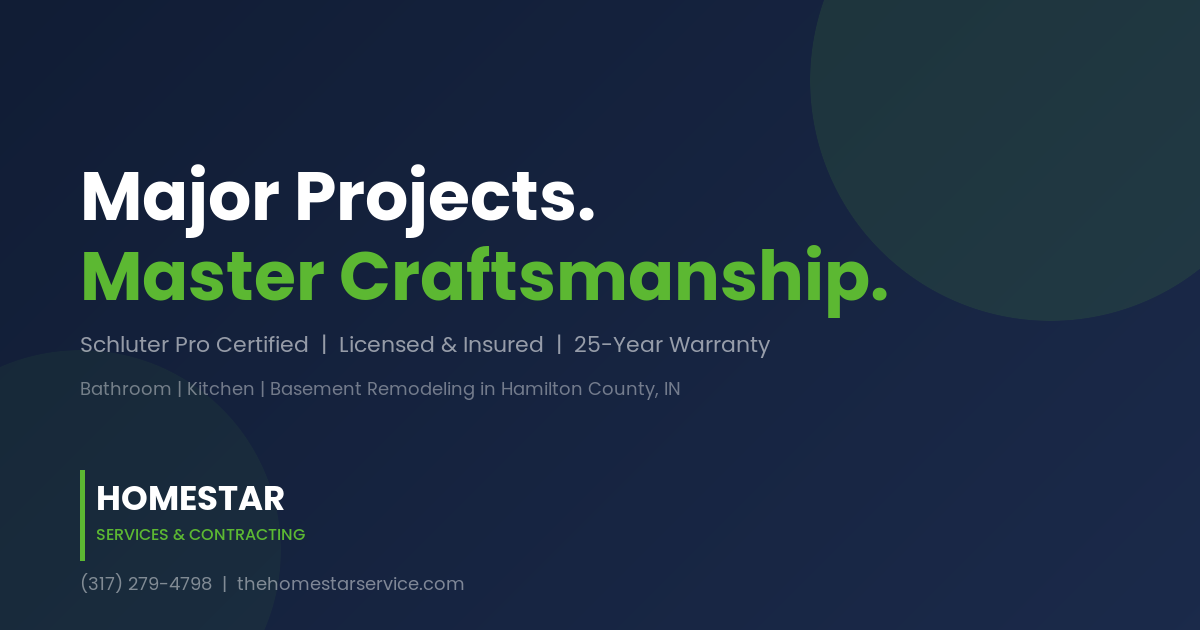 Major Projects.
Master Craftsmanship.
Schluter Pro Certified | Licensed & Insured | 25-Year Warranty
Bathroom | Kitchen | Basement Remodeling in Hamilton County, IN
HOMESTAR
SERVICES & CONTRACTING
(317) 279-4798 | thehomestarservice.com